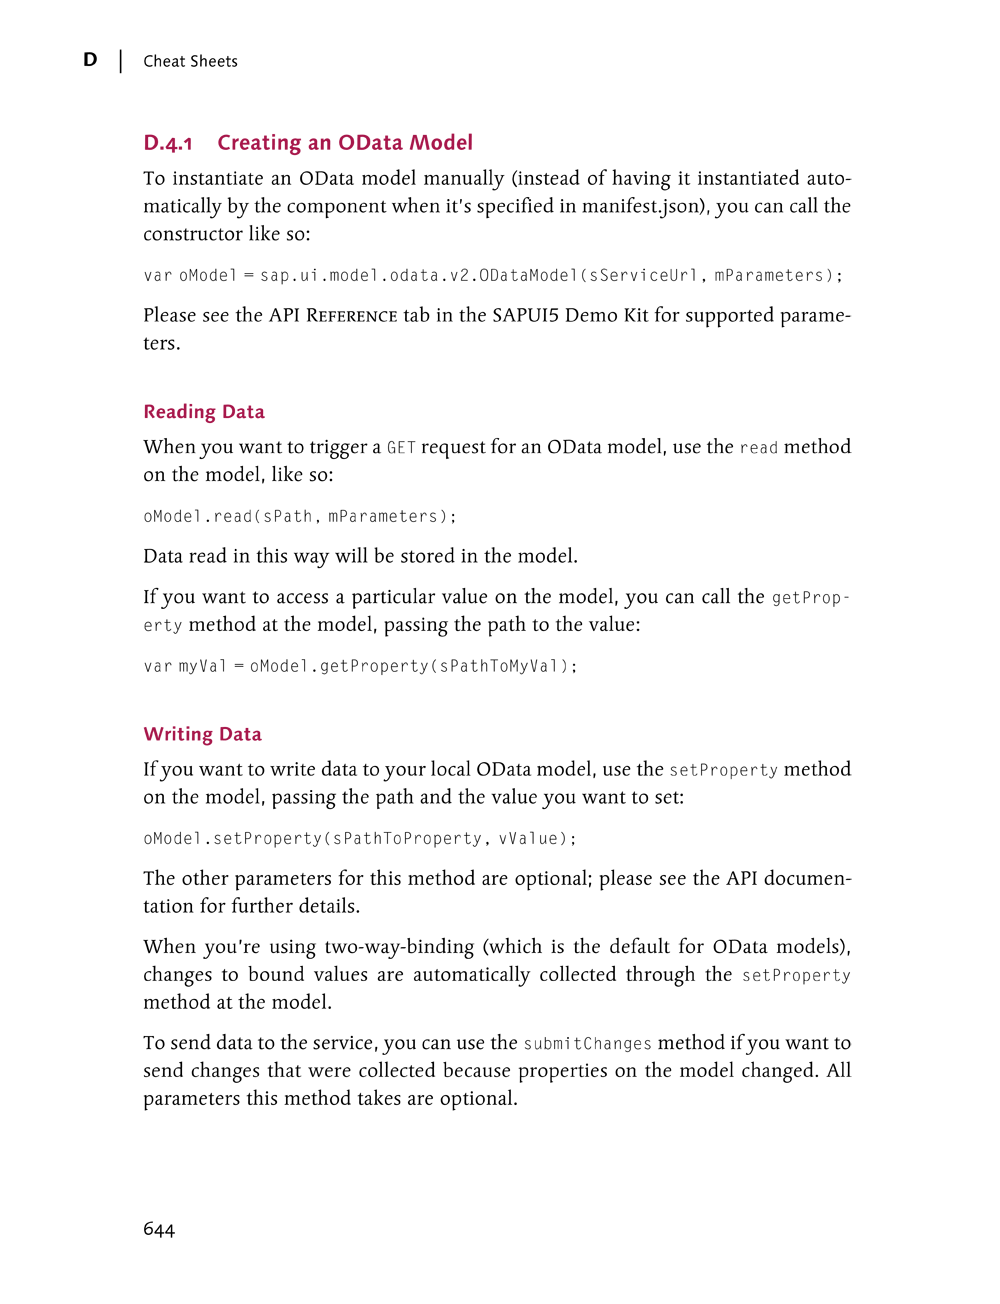 D | Cheat Sheets
D.4.1 Creating an OData Model
To instantiate an OData model manually (instead of having it instantiated auto-
matically by the component when it's specified in manifest.json), you can call the
constructor like so:
var oModel = sap.ui.model.odata.v2.ODataModel(sServiceUrl, mParameters);
Please see the API REFERENCE tab in the SAPUI5 Demo Kit for supported parame-
ters.
Reading Data
When you want to trigger a GET request for an OData model, use the read method
on the model, like so:
oModel.read(sPath, mParameters);
Data read in this way will be stored in the model.
If you want to access a particular value on the model, you can call the getProp-
erty method at the model, passing the path to the value:
var myVal = oModel.getProperty(sPathToMyVal);
Writing Data
If you want to write data to your local OData model, use the setProperty method
on the model, passing the path and the value you want to set:
oModel.setProperty(sPathToProperty, vValue);
The other parameters for this method are optional; please see the API documen-
tation for further details.
When you're using two-way-binding (which is the default for OData models),
changes to bound values are automatically collected through the setProperty
method at the model.
To send data to the service, you can use the submitChanges method if you want to
send changes that were collected because properties on the model changed. All
parameters this method takes are optional.
644